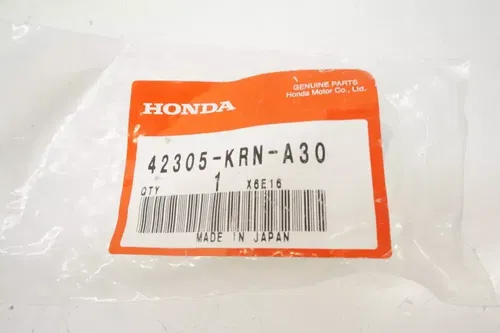 GENUINE PARTS
Honda Motor Co., Ltd.
HONDA
42305-KRN-A30
QTY 1 X6E16
MADE IN JAPAN